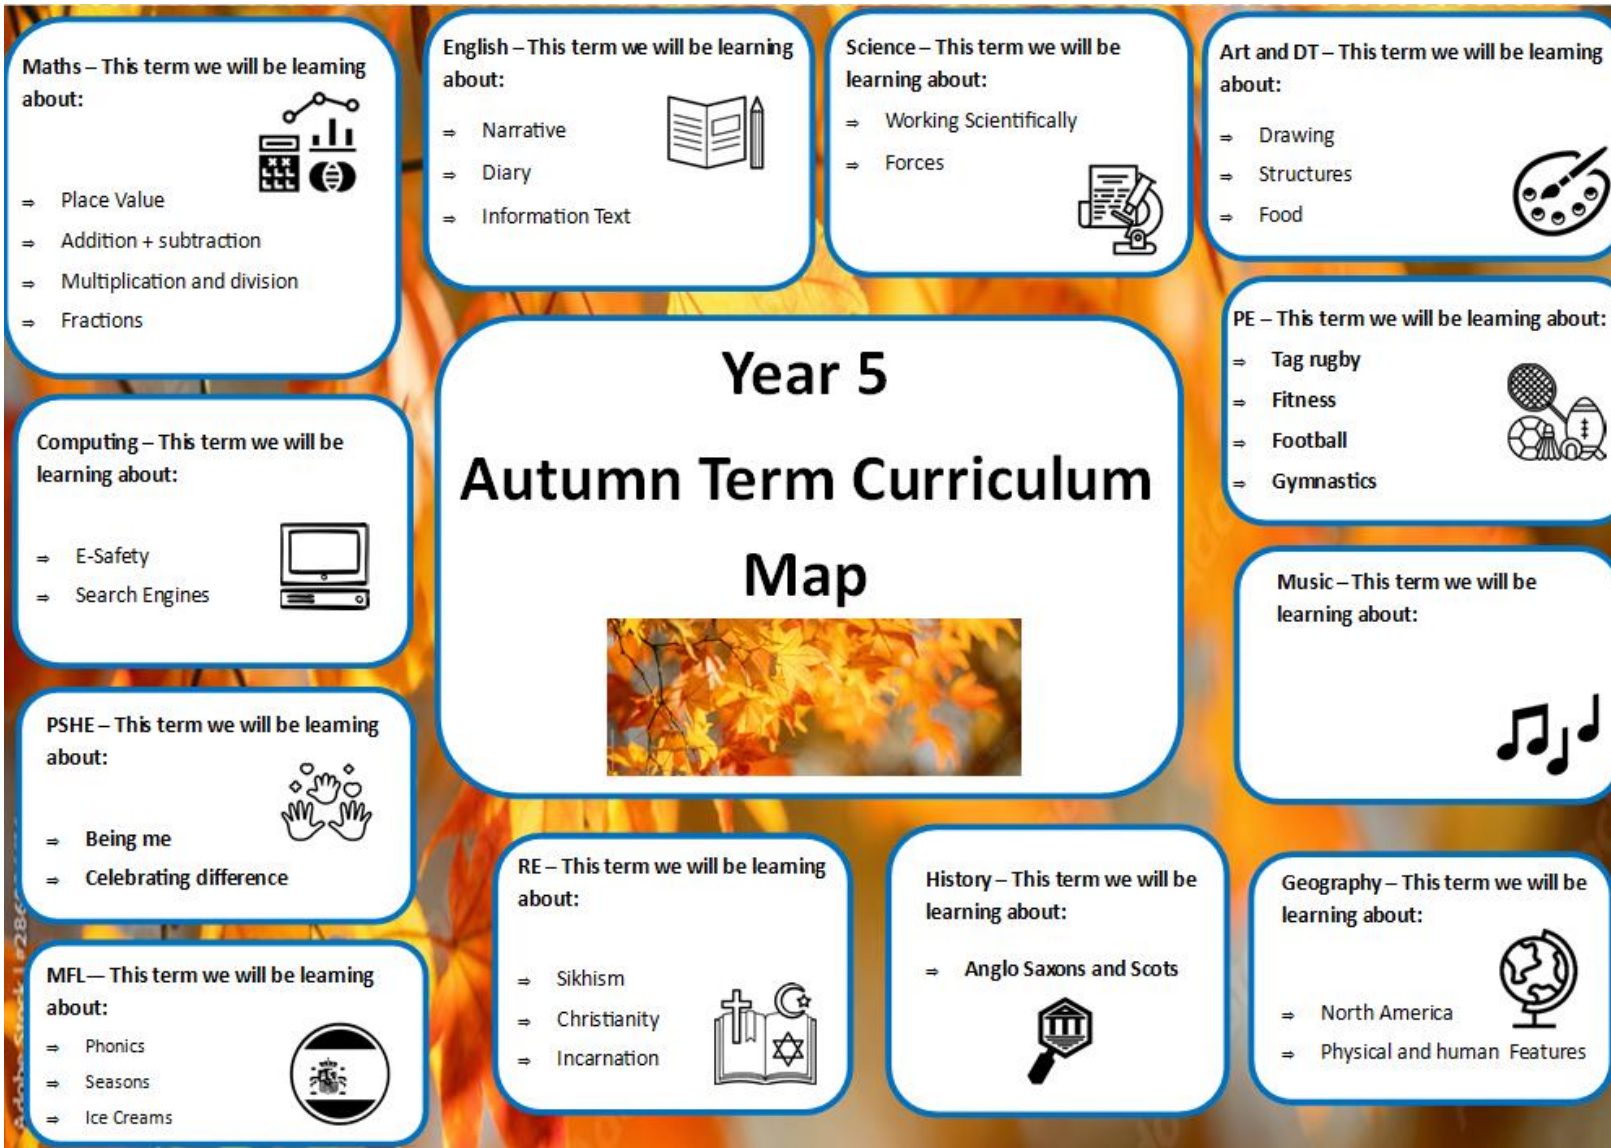 Maths – This term we will be learning
about:
⇒ Place Value
⇒ Addition + subtraction
⇒ Multiplication and division
⇒ Fractions
English – This term we will be learning
about:
⇒ Narrative
⇒ Diary
⇒ Information Text
Science – This term we will be
learning about:
⇒ Working Scientifically
⇒ Forces
Art and DT – This term we will be learning
about:
⇒ Drawing
⇒ Structures
⇒ Food
PE – This term we will be learning about:
⇒ Tag rugby
⇒ Fitness
⇒ Football
⇒ Gymnastics
Year 5
Autumn Term Curriculum
Map
Computing – This term we will be
learning about:
⇒ E-Safety
⇒ Search Engines
Music – This term we will be
learning about:
PSHE – This term we will be learning
about:
⇒ Being me
⇒ Celebrating difference
RE – This term we will be learning
about:
⇒ Sikhism
⇒ Christianity
⇒ Incarnation
History – This term we will be
learning about:
⇒ Anglo Saxons and Scots
Geography – This term we will be
learning about:
⇒ North America
⇒ Physical and human Features
MFL— This term we will be learning
about:
⇒ Phonics
⇒ Seasons
⇒ Ice Creams
Adobe Stock